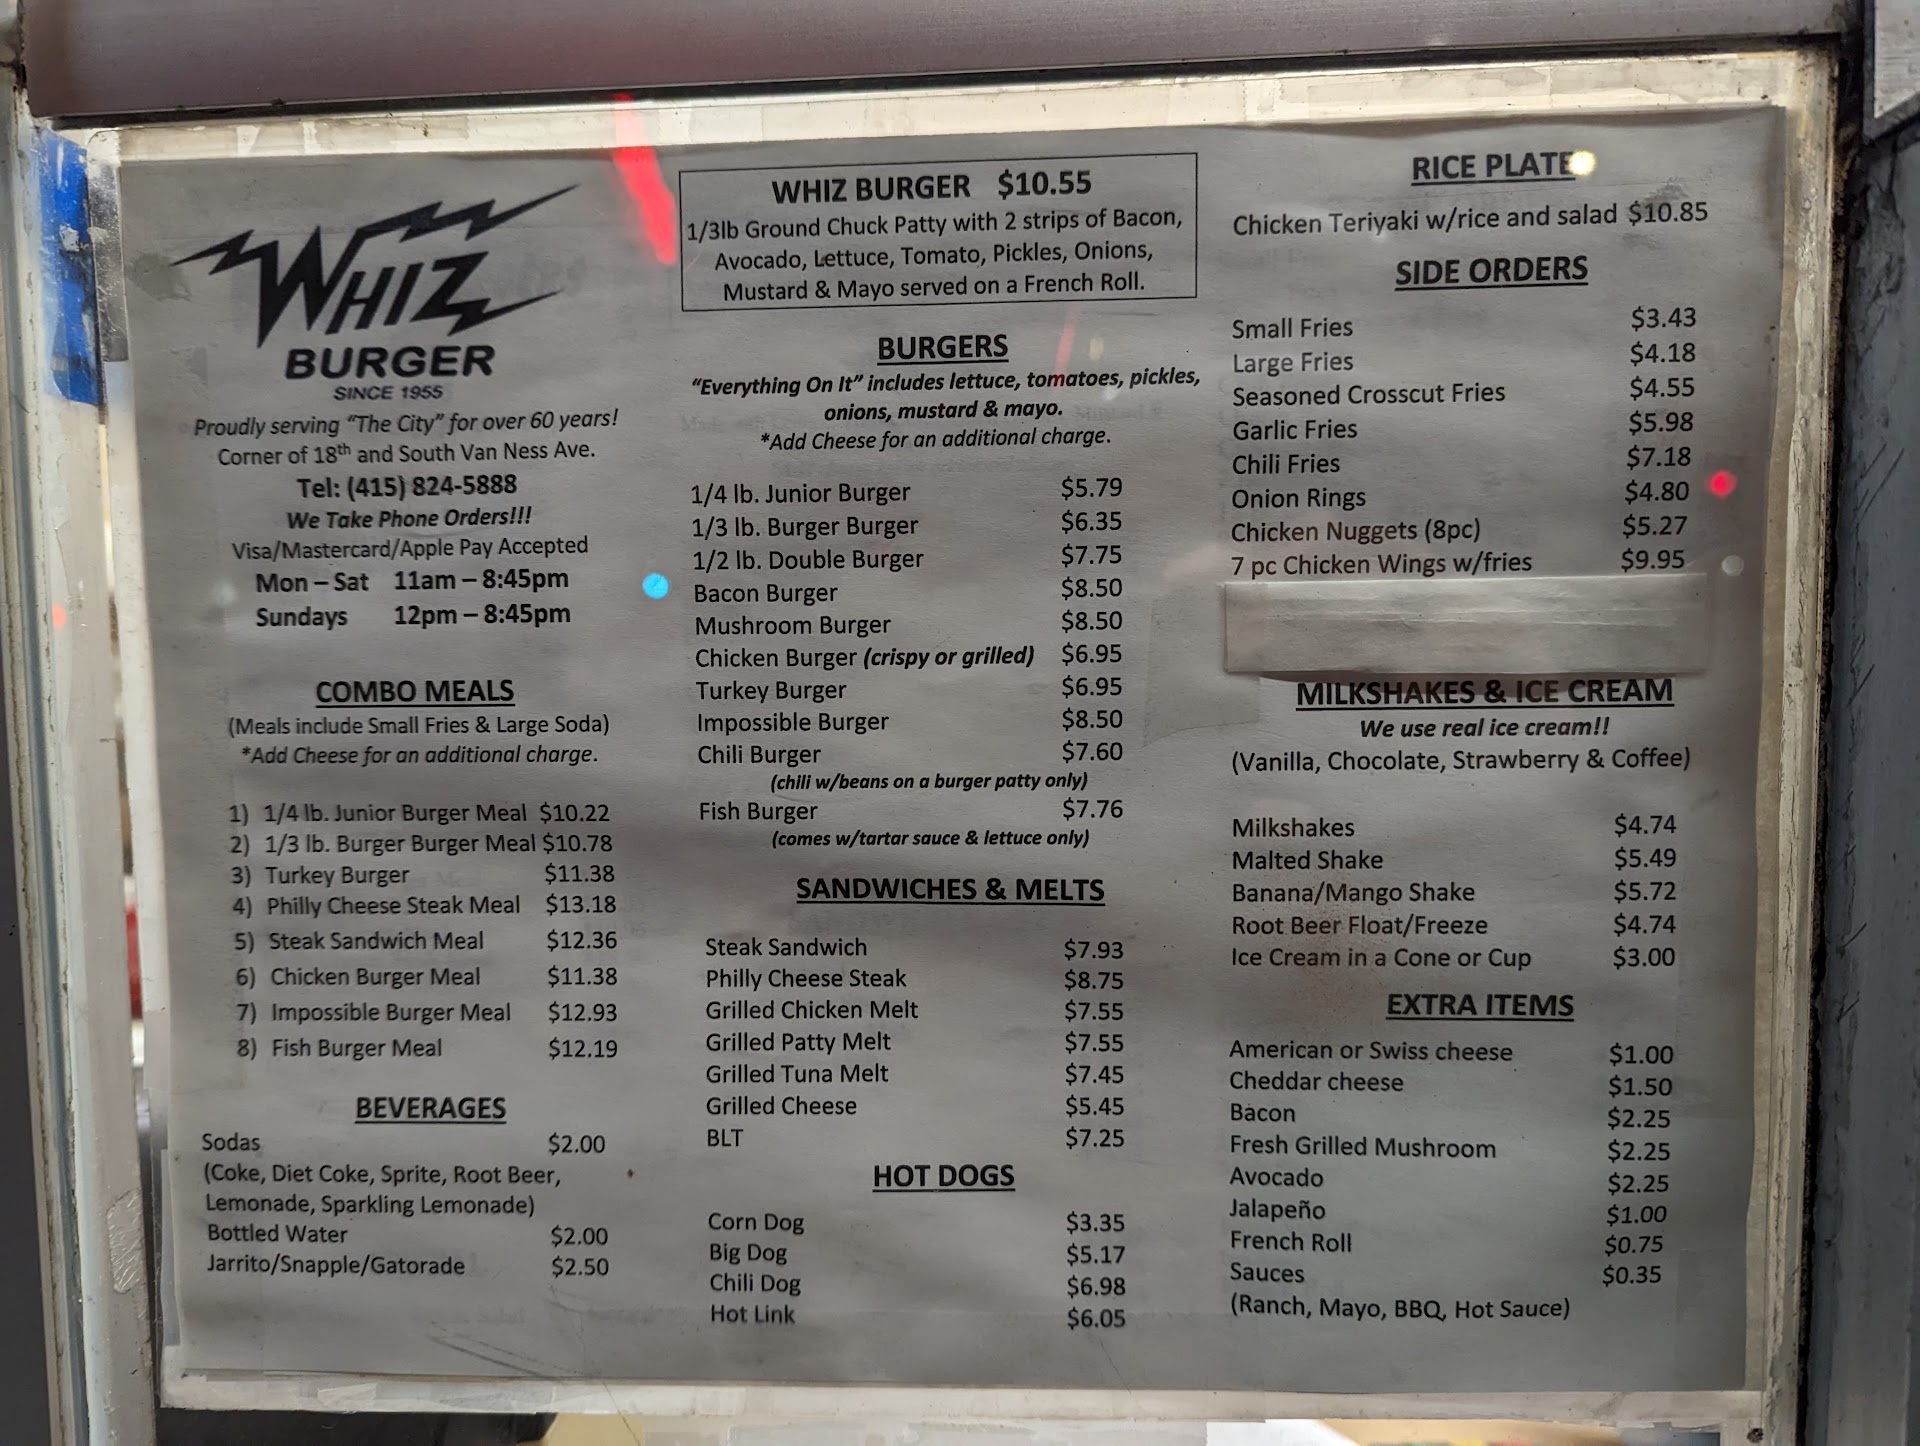 WHIZ
BURGER
SINCE 1955
Proudly serving "The City" for over 60 years!
Corner of 18th and South Van Ness Ave.
Tel: (415) 824-5888
We Take Phone Orders!!!
Visa/Mastercard/Apple Pay Accepted
Mon – Sat 11am – 8:45pm
Sundays 12pm – 8:45pm
COMBO MEALS
(Meals include Small Fries & Large Soda)
*Add Cheese for an additional charge.
1) 1/4 lb. Junior Burger Meal $10.22
2) 1/3 lb. Burger Burger Meal $10.78
3) Turkey Burger $11.38
4) Philly Cheese Steak Meal $13.18
5) Steak Sandwich Meal $12.36
6) Chicken Burger Meal $11.38
7) Impossible Burger Meal $12.93
8) Fish Burger Meal $12.19
BEVERAGES
Sodas $2.00
(Coke, Diet Coke, Sprite, Root Beer,
Lemonade, Sparkling Lemonade)
Bottled Water $2.00
Jarrito/Snapple/Gatorade $2.50
WHIZ BURGER $10.55
1/3lb Ground Chuck Patty with 2 strips of Bacon,
Avocado, Lettuce, Tomato, Pickles, Onions,
Mustard & Mayo served on a French Roll.
BURGERS
"Everything On It" includes lettuce, tomatoes, pickles,
onions, mustard & mayo.
*Add Cheese for an additional charge.
1/4 lb. Junior Burger $5.79
1/3 lb. Burger Burger $6.35
1/2 lb. Double Burger $7.75
Bacon Burger $8.50
Mushroom Burger $8.50
Chicken Burger (crispy or grilled) $6.95
Turkey Burger $6.95
Impossible Burger $8.50
Chili Burger $7.60
(chili w/beans on a burger patty only)
Fish Burger $7.76
(comes w/tartar sauce & lettuce only)
SANDWICHES & MELTS
Steak Sandwich $7.93
Philly Cheese Steak $8.75
Grilled Chicken Melt $7.55
Grilled Patty Melt $7.55
Grilled Tuna Melt $7.45
Grilled Cheese $5.45
BLT $7.25
HOT DOGS
Corn Dog $3.35
Big Dog $5.17
Chili Dog $6.98
Hot Link $6.05
RICE PLATE
Chicken Teriyaki w/rice and salad $10.85
SIDE ORDERS
Small Fries $3.43
Large Fries $4.18
Seasoned Crosscut Fries $4.55
Garlic Fries $5.98
Chili Fries $7.18
Onion Rings $4.80
Chicken Nuggets (8pc) $5.27
7 pc Chicken Wings w/fries $9.95
MILKSHAKES & ICE CREAM
We use real ice cream!!
(Vanilla, Chocolate, Strawberry & Coffee)
Milkshakes $4.74
Malted Shake $5.49
Banana/Mango Shake $5.72
Root Beer Float/Freeze $4.74
Ice Cream in a Cone or Cup $3.00
EXTRA ITEMS
American or Swiss cheese $1.00
Cheddar cheese $1.50
Bacon $2.25
Fresh Grilled Mushroom $2.25
Avocado $2.25
Jalapeño $1.00
French Roll $0.75
Sauces $0.35
(Ranch, Mayo, BBQ, Hot Sauce)